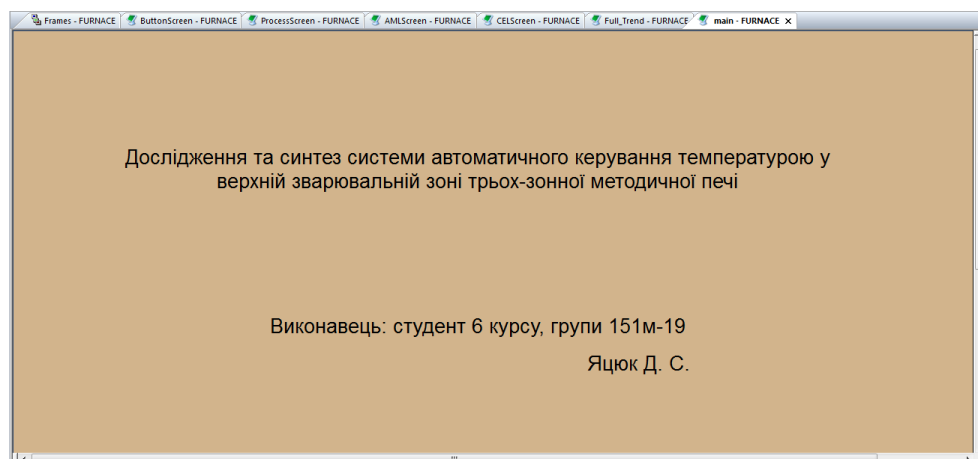 Frames - FURNACE ButtonScreen - FURNACE ProcessScreen - FURNACE AMLScreen - FURNACE CELScreen - FURNACE Full_Trend - FURNACE main - FURNACE
Дослідження та синтез системи автоматичного керування температурою у
верхній зварювальній зоні трьох-зонної методичної печі
Виконавець: студент 6 курсу, групи 151м-19
Яцюк Д. С.